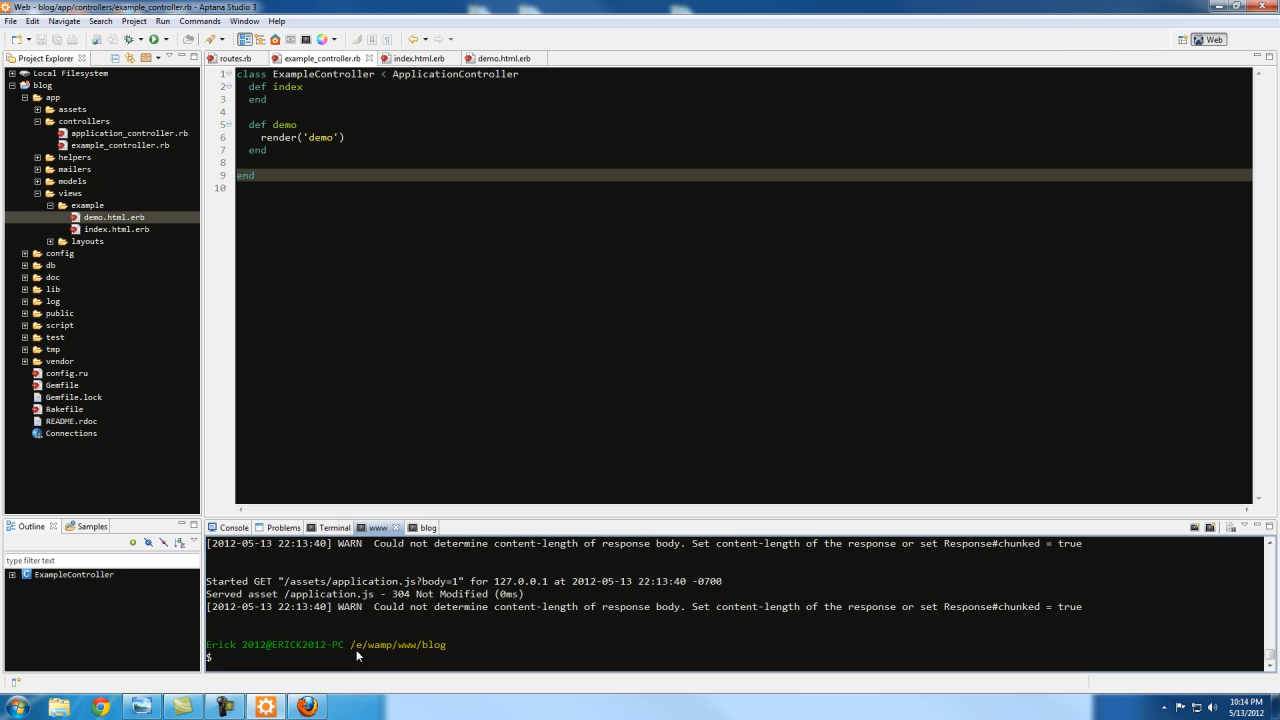 Web - blog/app/controllers/example_controller.rb - Aptana Studio 3
File Edit Navigate Search Project Run Commands Window Help
Web
Project Explorer
routes.rb example_controller.rb index.html.erb demo.html.erb
Local Filesystem
blog
app
assets
controllers
application_controller.rb
example_controller.rb
helpers
mailers
models
views
example
demo.html.erb
index.html.erb
layouts
config
db
doc
lib
log
public
script
test
tmp
vendor
config.ru
Gemfile
Gemfile.lock
Rakefile
README.rdoc
Connections
1 class ExampleController < ApplicationController
2 def index
3 end
4
5 def demo
6 render('demo')
7 end
8
9 end
10
Outline Samples
type filter text
ExampleController
Console Problems Terminal www blog
[2012-05-13 22:13:40] WARN Could not determine content-length of response body. Set content-length of the response or set Response#chunked = true
Started GET "/assets/application.js?body=1" for 127.0.0.1 at 2012-05-13 22:13:40 -0700
Served asset /application.js - 304 Not Modified (0ms)
[2012-05-13 22:13:40] WARN Could not determine content-length of response body. Set content-length of the response or set Response#chunked = true
Erick 2012@ERICK2012-PC /e/wamp/www/blog
$
10:14 PM
5/13/2012